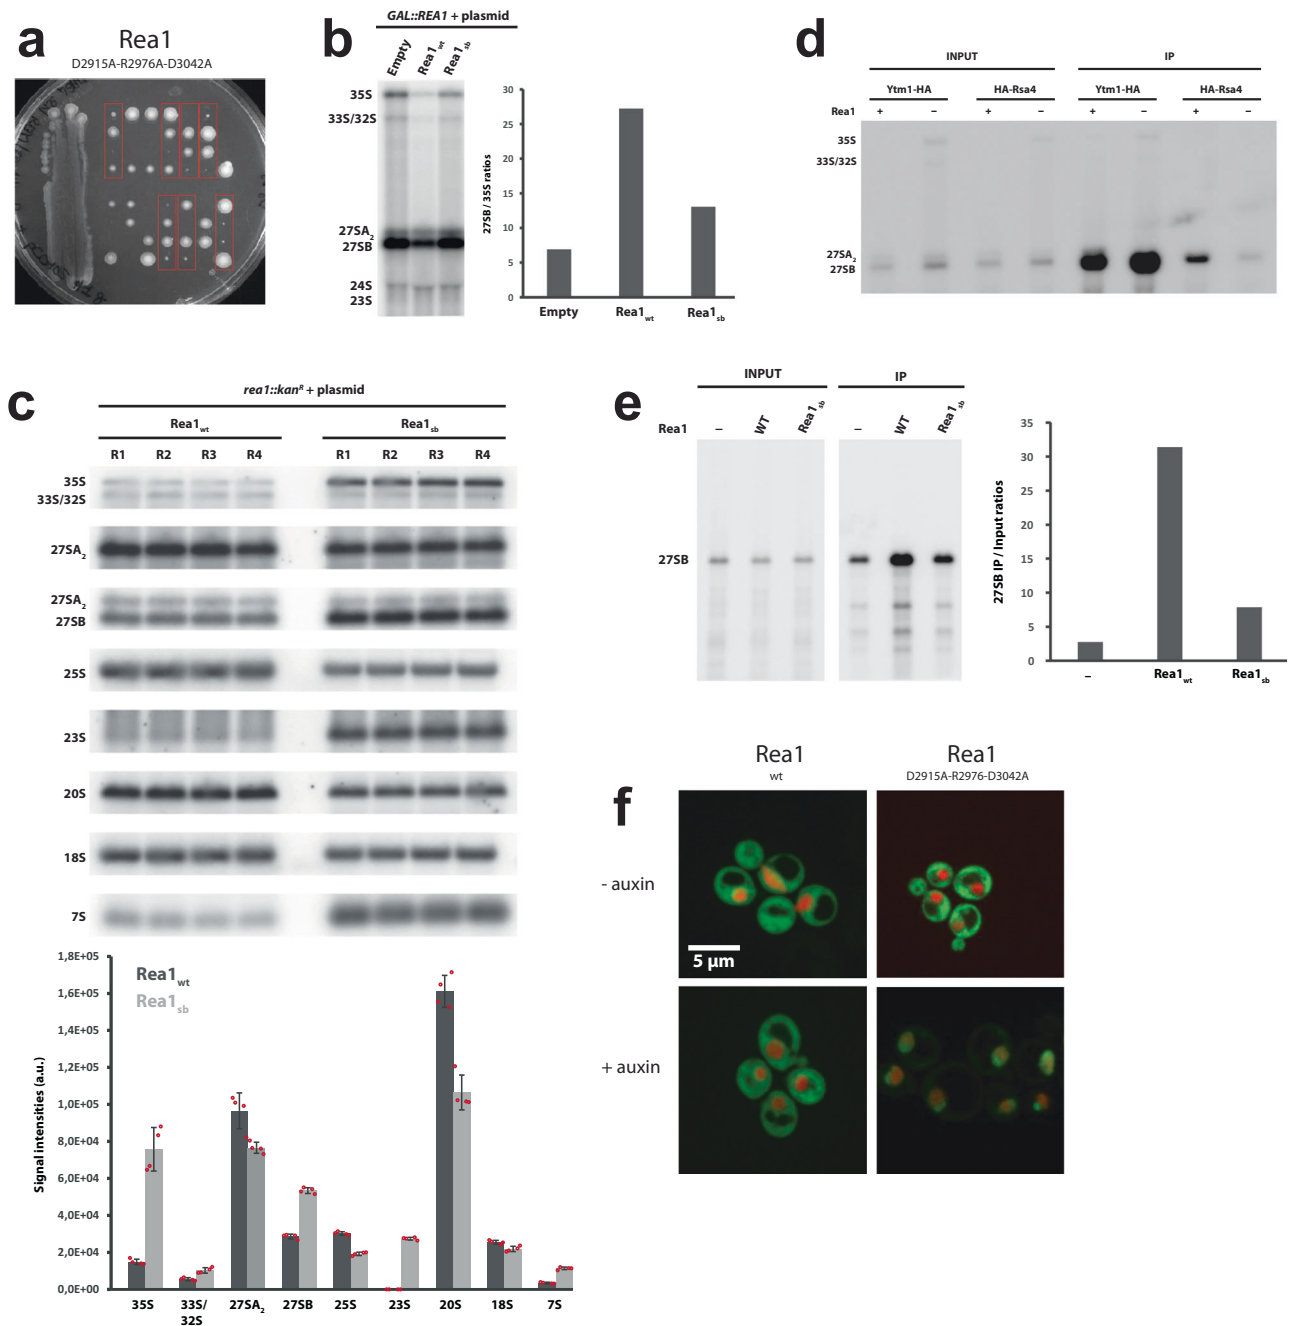 a
Rea1
D2915A-R2976A-D3042A
b
GAL::REA1 + plasmid
Empty
Rea1wt
Rea1sb
35S
33S/32S
27SA2
27SB
24S
23S
27SB / 35S ratios
30
25
20
15
10
5
0
Empty
Rea1wt
Rea1sb
d
INPUT
IP
Ytm1-HA
HA-Rsa4
Ytm1-HA
HA-Rsa4
Rea1
+
–
+
–
+
–
+
–
35S
33S/32S
27SA2
27SB
c
rea1::kanR + plasmid
Rea1wt
Rea1sb
R1
R2
R3
R4
R1
R2
R3
R4
35S
33S/32S
27SA2
27SA2
27SB
25S
23S
20S
18S
7S
Rea1wt
Rea1sb
Signal intensities (a.u.)
1,8E+05
1,6E+05
1,4E+05
1,2E+05
1,0E+05
8,0E+04
6,0E+04
4,0E+04
2,0E+04
0,0E+00
35S
33S/
32S
27SA2
27SB
25S
23S
20S
18S
7S
e
INPUT
IP
Rea1
–
WT
Rea1sb
–
WT
Rea1sb
27SB
27SB IP / Input ratios
35
30
25
20
15
10
5
0
–
Rea1wt
Rea1sb
f
Rea1
wt
Rea1
D2915A-R2976-D3042A
- auxin
5 µm
+ auxin